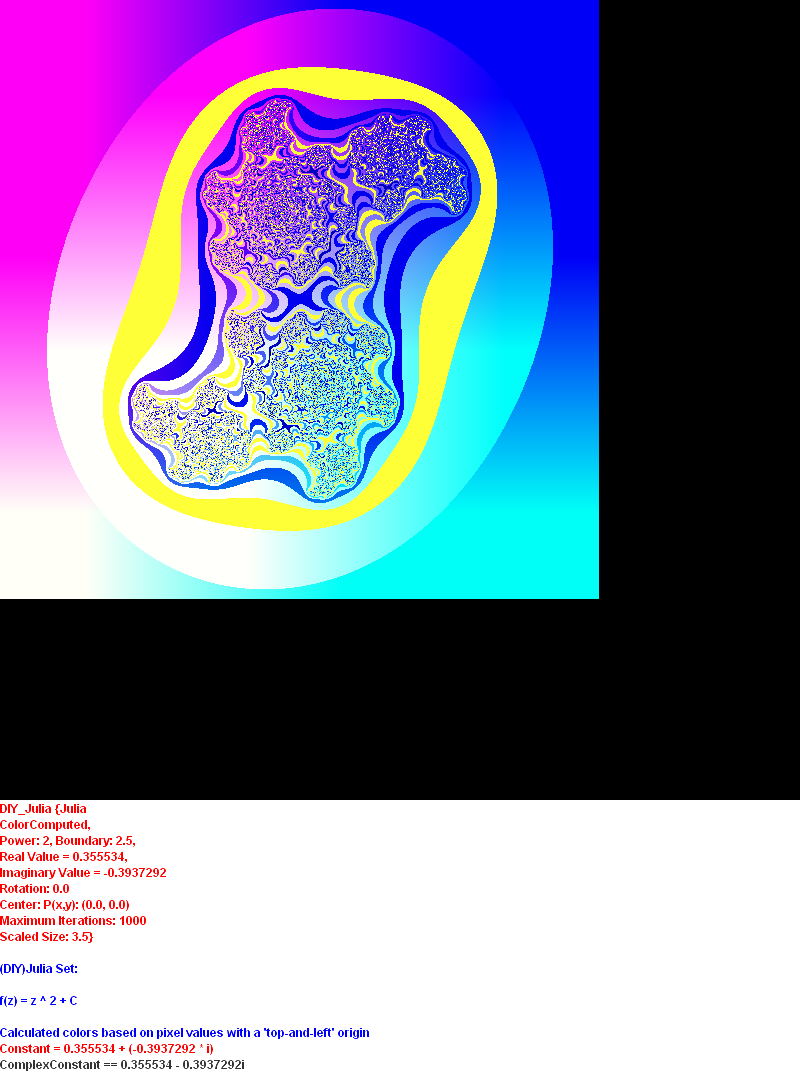 DIY_Julia {Julia
ColorComputed,
Power: 2, Boundary: 2.5,
Real Value = 0.355534,
Imaginary Value = -0.3937292
Rotation: 0.0
Center: P(x,y): (0.0, 0.0)
Maximum Iterations: 1000
Scaled Size: 3.5}
(DIY)Julia Set:
f(z) = z ^ 2 + C
Calculated colors based on pixel values with a 'top-and-left' origin
Constant = 0.355534 + (-0.3937292 * i)
ComplexConstant == 0.355534 - 0.3937292i